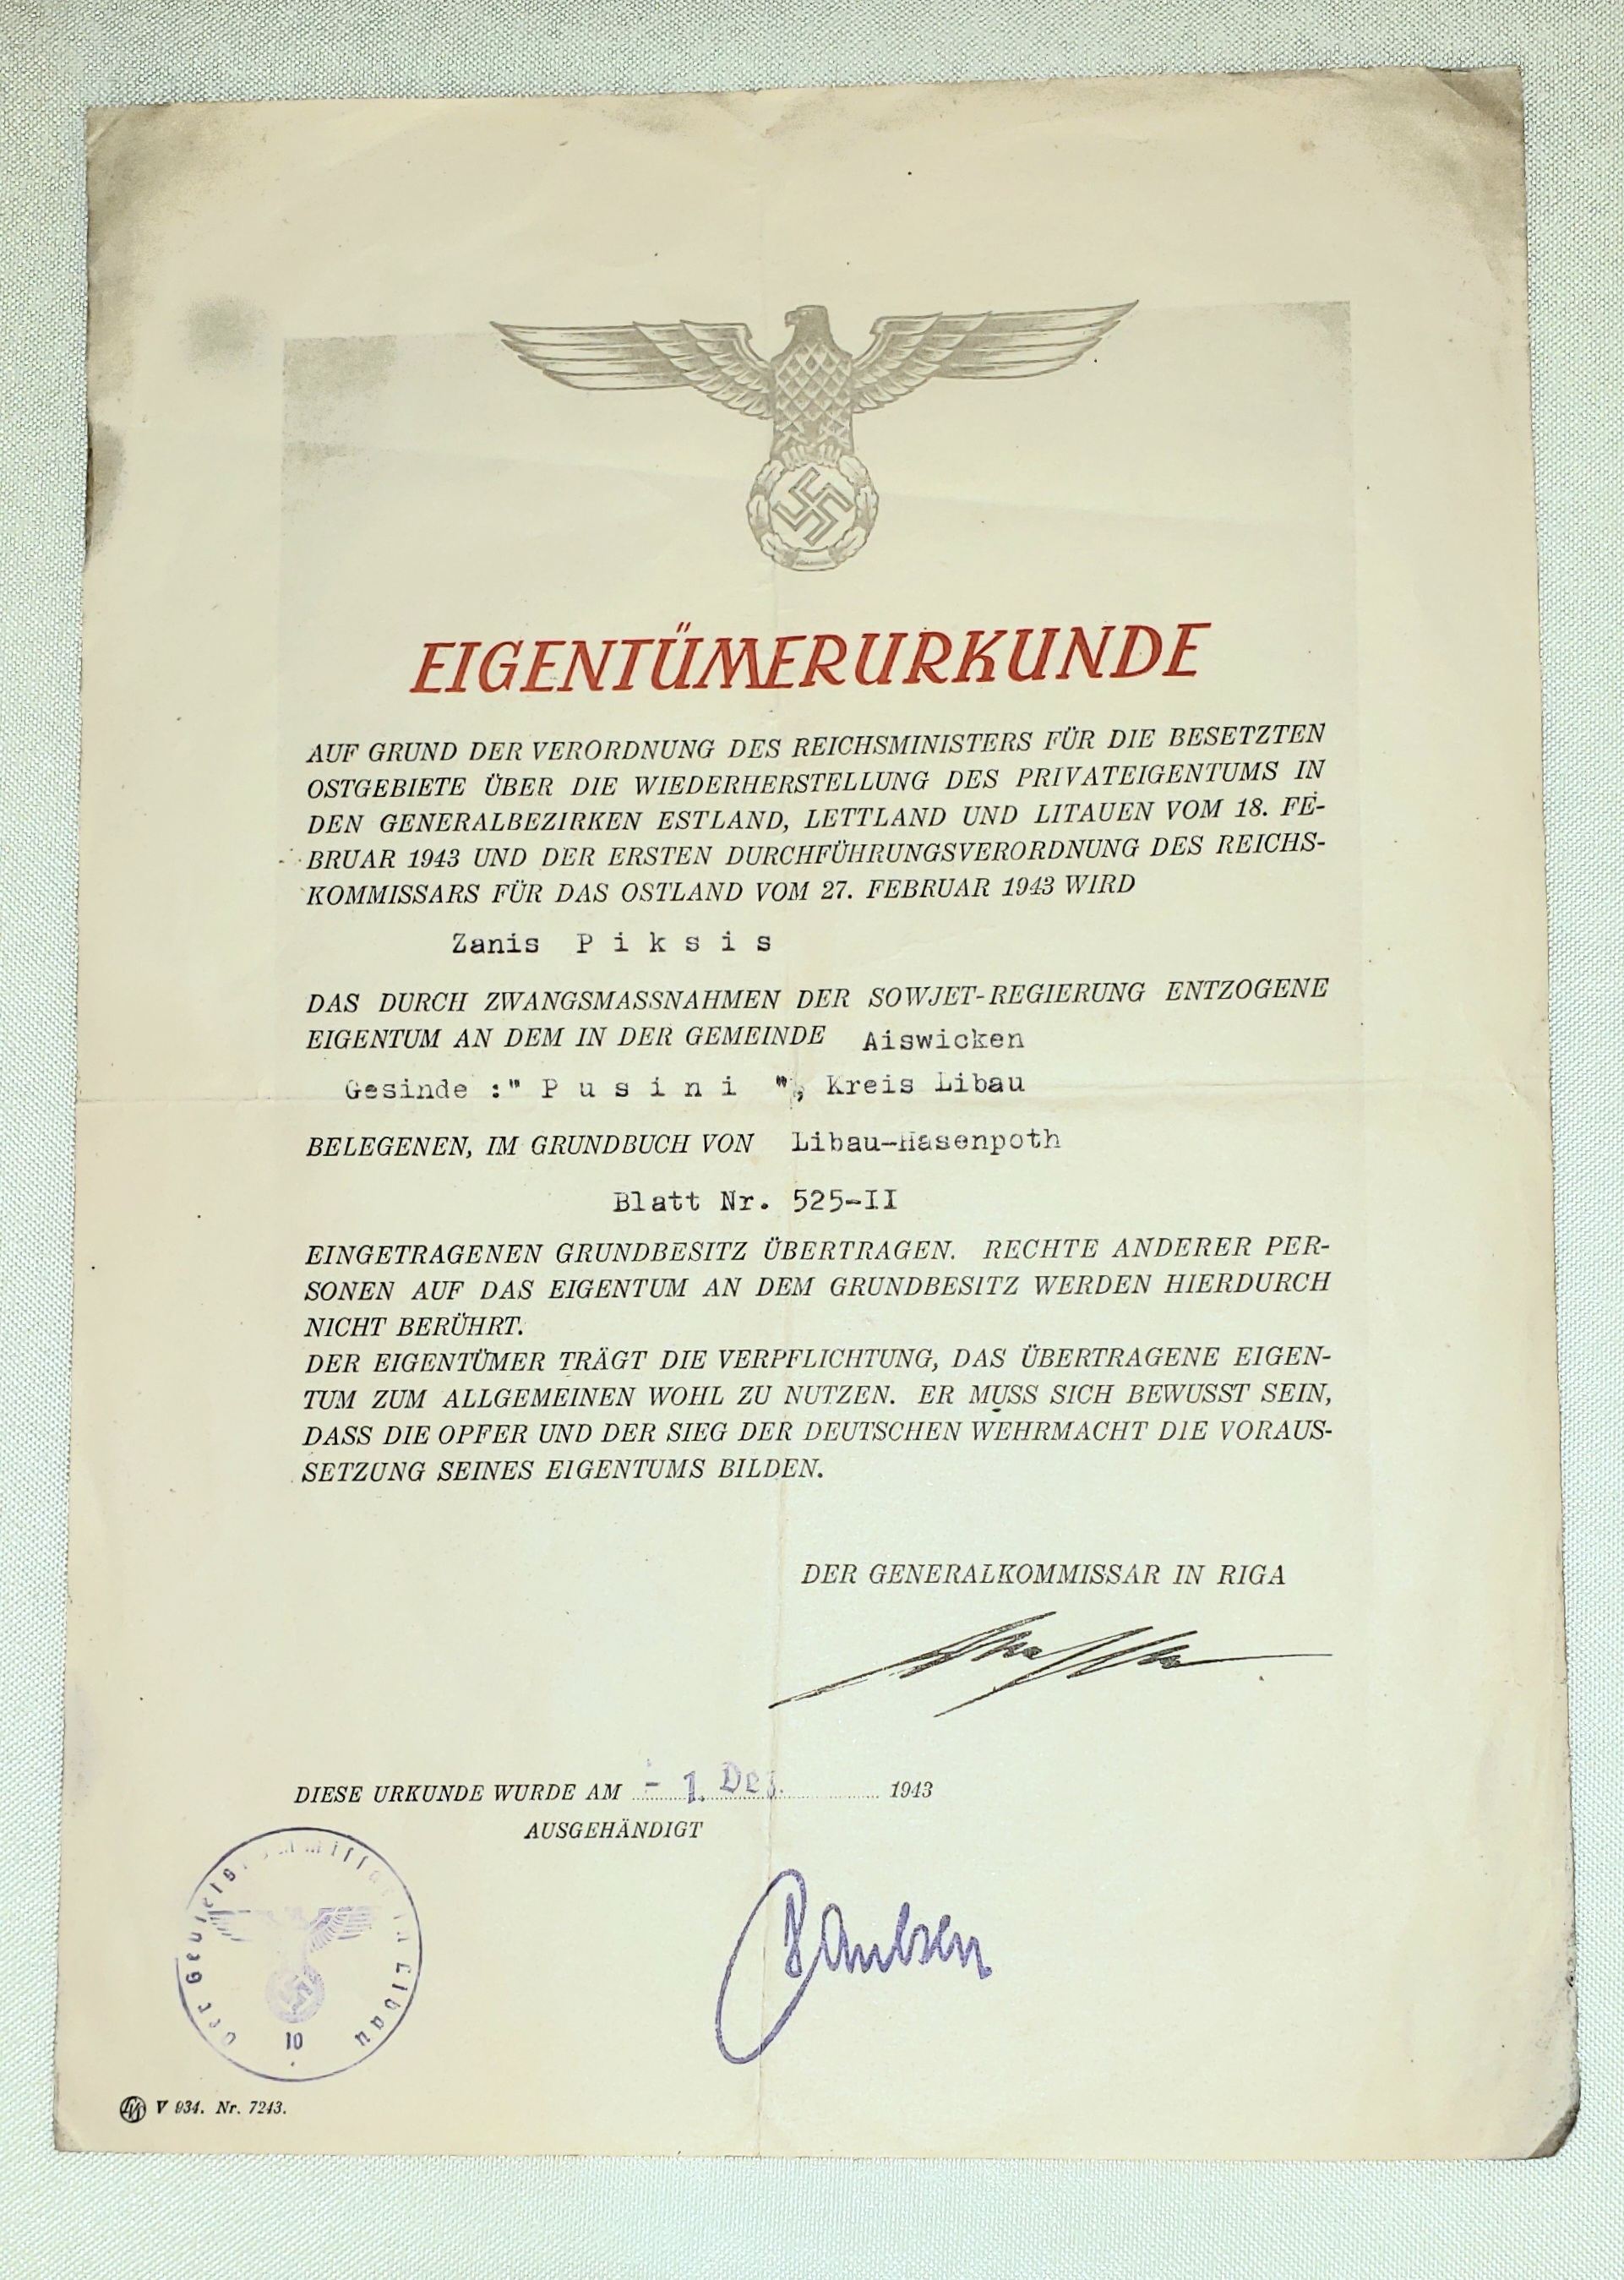 EIGENTÜMERURKUNDE
AUF GRUND DER VERORDNUNG DES REICHSMINISTERS FÜR DIE BESETZTEN
OSTGEBIETE ÜBER DIE WIEDERHERSTELLUNG DES PRIVATEIGENTUMS IN
DEN GENERALBEZIRKEN ESTLAND, LETTLAND UND LITAUEN VOM 18. FE-
BRUAR 1943 UND DER ERSTEN DURCHFÜHRUNGSVERORDNUNG DES REICHS-
KOMMISSARS FÜR DAS OSTLAND VOM 27. FEBRUAR 1943 WIRD
Zanis P i k s i s
DAS DURCH ZWANGSMASSNAHMEN DER SOWJET-REGIERUNG ENTZOGENE
EIGENTUM AN DEM IN DER GEMEINDE Aiswicken
Gesinde :" P u s i n i ", Kreis Libau
BELEGENEN, IM GRUNDBUCH VON Libau-Hasenpoth
Blatt Nr. 525-II
EINGETRAGENEN GRUNDBESITZ ÜBERTRAGEN. RECHTE ANDERER PER-
SONEN AUF DAS EIGENTUM AN DEM GRUNDBESITZ WERDEN HIERDURCH
NICHT BERÜHRT.
DER EIGENTÜMER TRÄGT DIE VERPFLICHTUNG, DAS ÜBERTRAGENE EIGEN-
TUM ZUM ALLGEMEINEN WOHL ZU NUTZEN. ER MUSS SICH BEWUSST SEIN,
DASS DIE OPFER UND DER SIEG DER DEUTSCHEN WEHRMACHT DIE VORAUS-
SETZUNG SEINES EIGENTUMS BILDEN.
DER GENERALKOMMISSAR IN RIGA
DIESE URKUNDE WURDE AM - 1. Dez. 1943
AUSGEHÄNDIGT
Der Gebietskommissar in Libau
10
V 934. Nr. 7243.